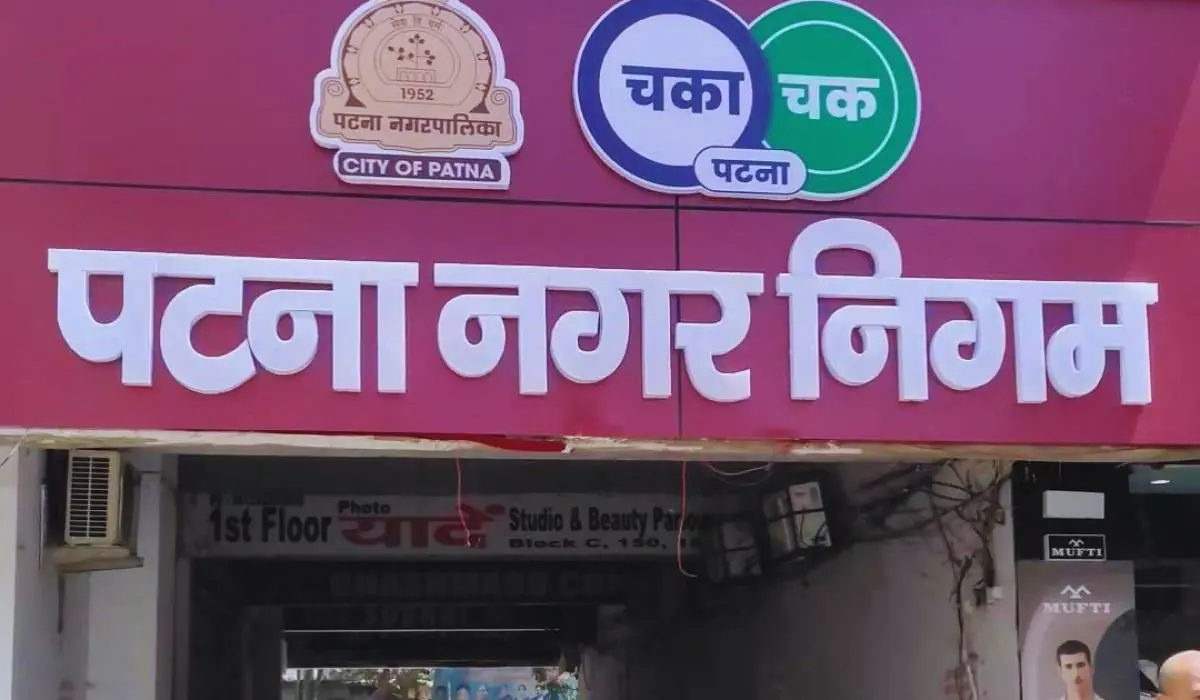 1952
पटना नगरपालिका
CITY OF PATNA
चका चक
पटना
पटना नगर निगम
1st Floor Photo यादें Studio & Beauty
Block C, 150,
MUFTI
MUFTI